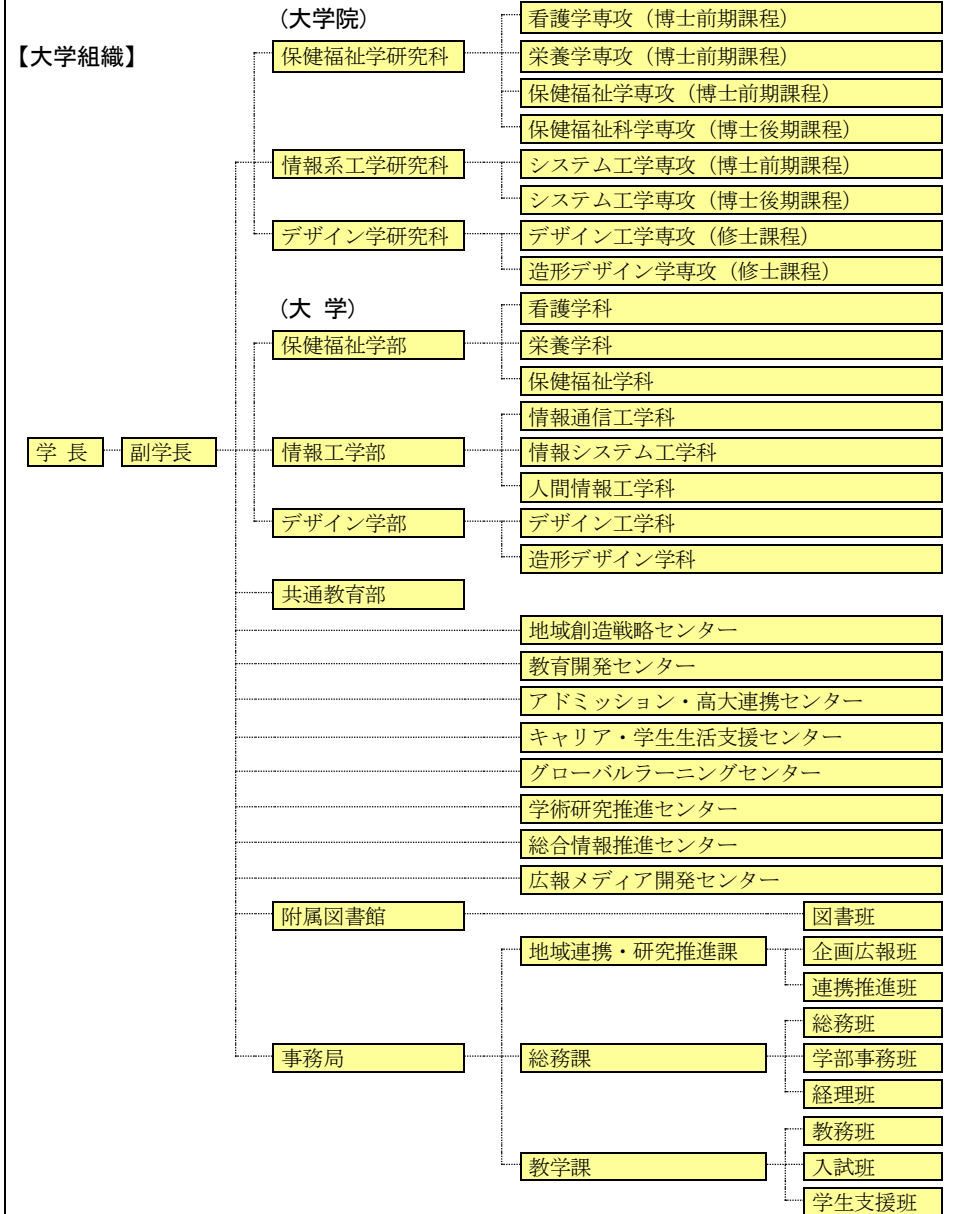 (大学院)
【大学組織】
保健福祉学研究科
看護学専攻（博士前期課程）
栄養学専攻（博士前期課程）
保健福祉学専攻（博士前期課程）
保健福祉科学専攻（博士後期課程）
情報系工学研究科
システム工学専攻（博士前期課程）
システム工学専攻（博士後期課程）
デザイン学研究科
デザイン工学専攻（修士課程）
造形デザイン学専攻（修士課程）
(大 学)
保健福祉学部
看護学科
栄養学科
保健福祉学科
学 長
副学長
情報工学部
情報通信工学科
情報システム工学科
人間情報工学科
デザイン学部
デザイン工学科
造形デザイン学科
共通教育部
地域創造戦略センター
教育開発センター
アドミッション・高大連携センター
キャリア・学生生活支援センター
グローバルラーニングセンター
学術研究推進センター
総合情報推進センター
広報メディア開発センター
附属図書館
図書班
事務局
地域連携・研究推進課
企画広報班
連携推進班
総務課
総務班
学部事務班
経理班
教学課
教務班
入試班
学生支援班